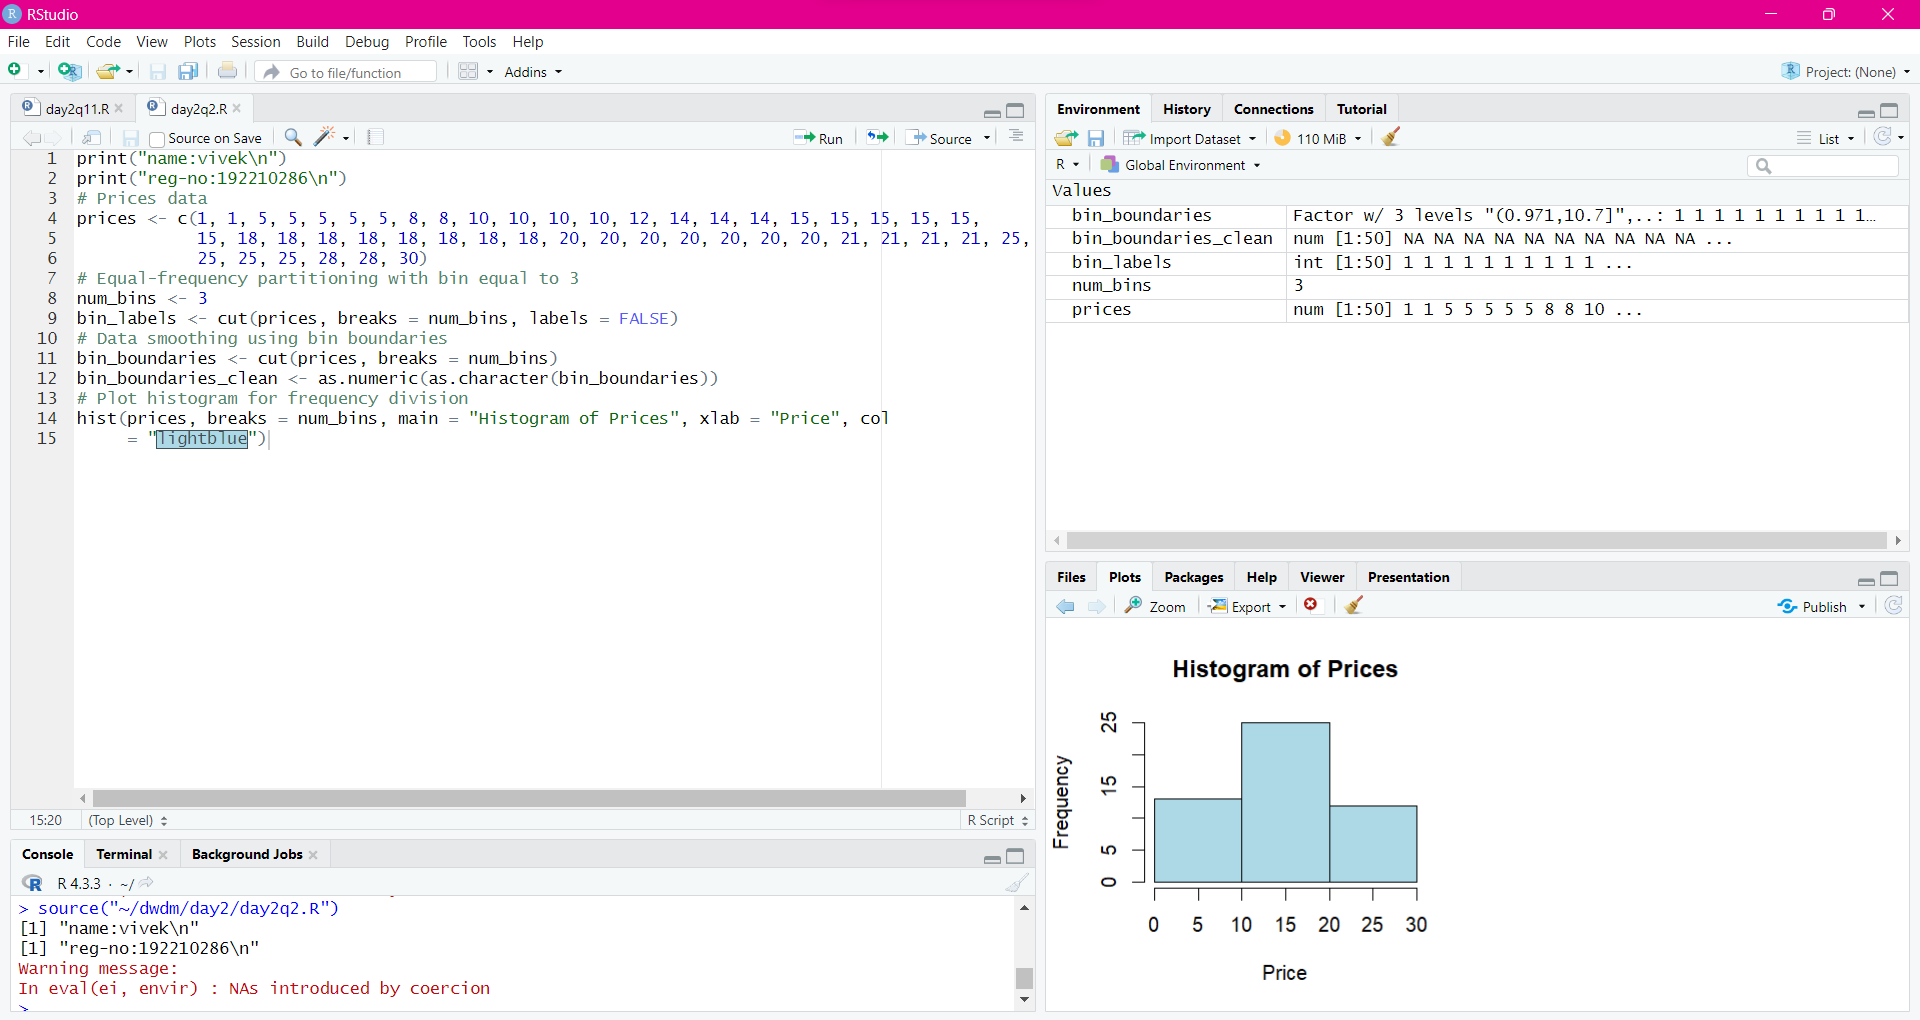 RStudio
File Edit Code View Plots Session Build Debug Profile Tools Help
Go to file/function Addins Project: (None)
day2q11.R day2q2.R
Source on Save Run Source
1 print("name:vivek\n")
2 print("reg-no:192210286\n")
3 # Prices data
4 prices <- c(1, 1, 5, 5, 5, 5, 5, 8, 8, 10, 10, 10, 10, 12, 14, 14, 14, 15, 15, 15, 15, 15,
5 15, 18, 18, 18, 18, 18, 18, 18, 18, 20, 20, 20, 20, 20, 20, 20, 21, 21, 21, 21, 25,
6 25, 25, 25, 28, 28, 30)
7 # Equal-frequency partitioning with bin equal to 3
8 num_bins <- 3
9 bin_labels <- cut(prices, breaks = num_bins, labels = FALSE)
10 # Data smoothing using bin boundaries
11 bin_boundaries <- cut(prices, breaks = num_bins)
12 bin_boundaries_clean <- as.numeric(as.character(bin_boundaries))
13 # Plot histogram for frequency division
14 hist(prices, breaks = num_bins, main = "Histogram of Prices", xlab = "Price", col
15 = "lightblue")
15:20 (Top Level) R Script
Console Terminal Background Jobs
R 4.3.3 · ~/
> source("~/dwdm/day2/day2q2.R")
[1] "name:vivek\n"
[1] "reg-no:192210286\n"
Warning message:
In eval(ei, envir) : NAs introduced by coercion
>
Environment History Connections Tutorial
Import Dataset 110 MiB List
R Global Environment
Values
bin_boundaries Factor w/ 3 levels "(0.971,10.7]",..: 1 1 1 1 1 1 1 1 1 1…
bin_boundaries_clean num [1:50] NA NA NA NA NA NA NA NA NA NA ...
bin_labels int [1:50] 1 1 1 1 1 1 1 1 1 1 ...
num_bins 3
prices num [1:50] 1 1 5 5 5 5 5 8 8 10 ...
Files Plots Packages Help Viewer Presentation
Zoom Export Publish
Histogram of Prices
Frequency
25
15
5
0
0 5 10 15 20 25 30
Price